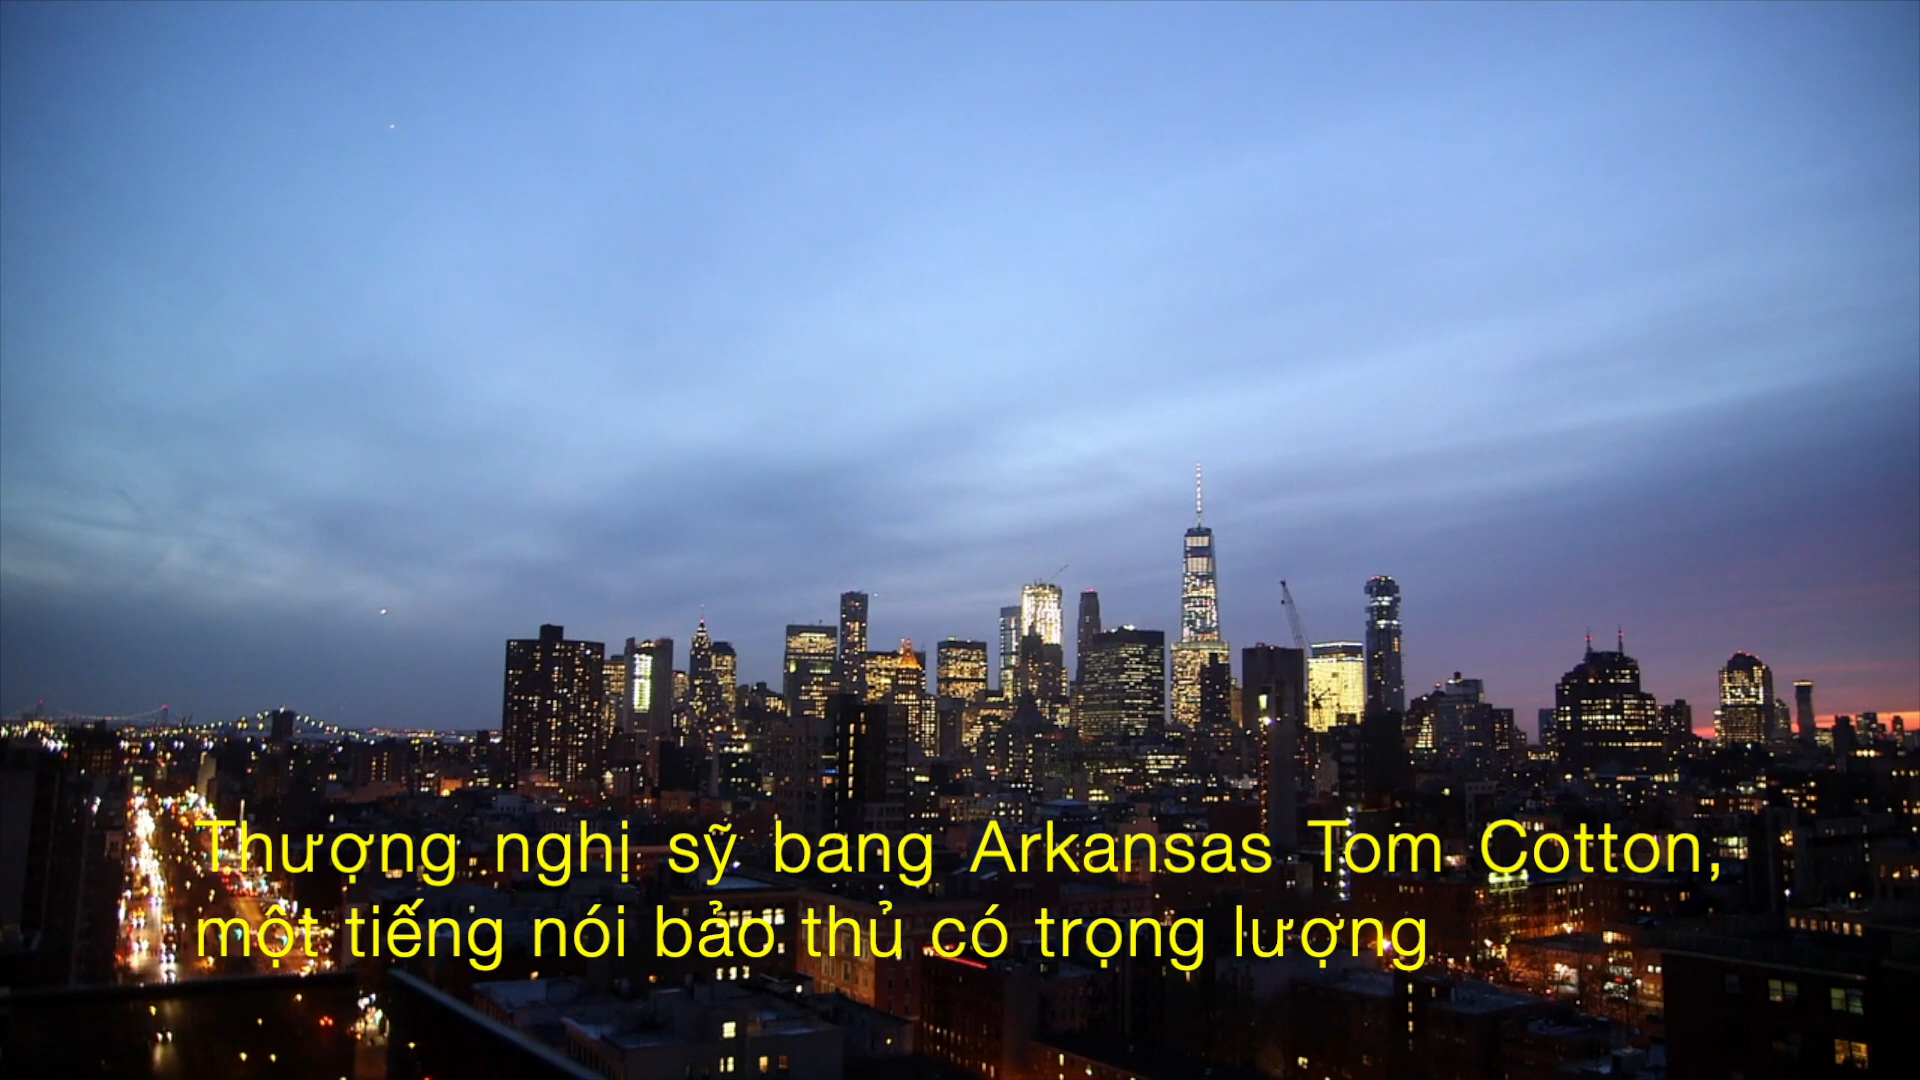 Thượng nghị sỹ bang Arkansas Tom Cotton,
một tiếng nói bảo thủ có trọng lượng